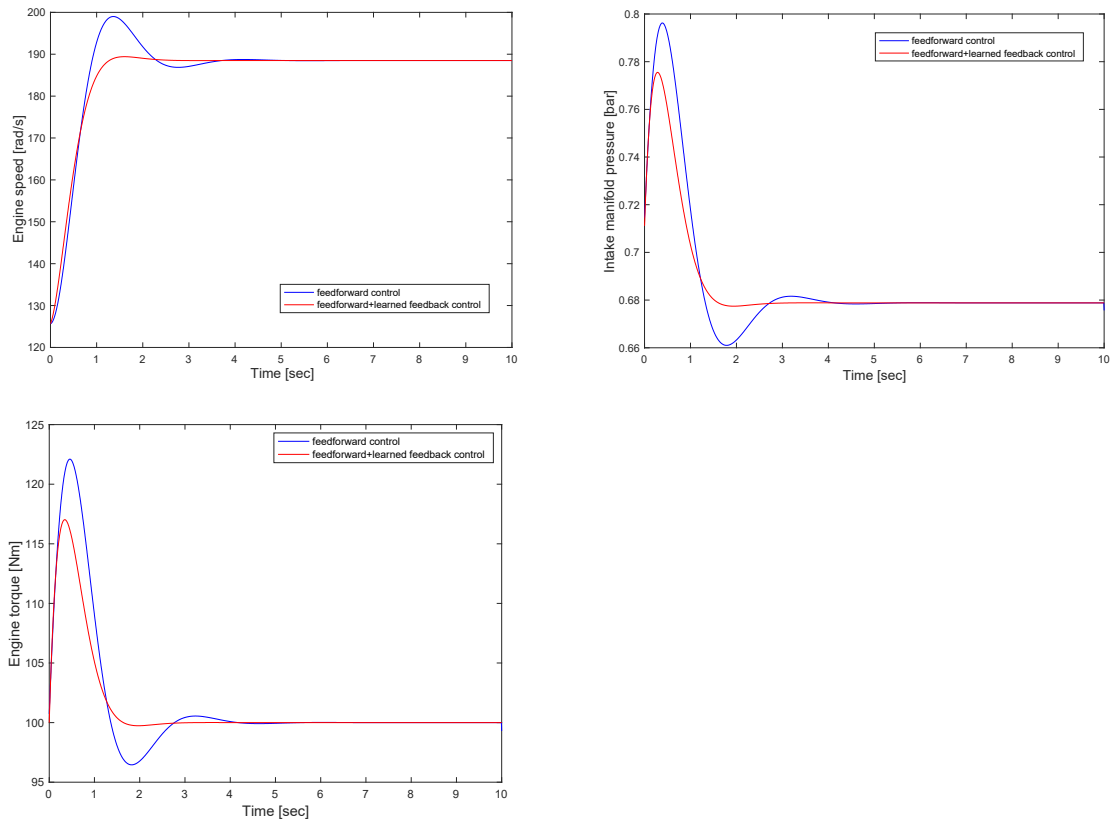 200
190
180
170
160
150
140
130
120
Engine speed [rad/s]
feedforward control
feedforward+learned feedback control
0 1 2 3 4 5 6 7 8 9 10
Time [sec]
0.8
0.78
0.76
0.74
0.72
0.7
0.68
0.66
Intake manifold pressure [bar]
feedforward control
feedforward+learned feedback control
0 1 2 3 4 5 6 7 8 9 10
Time [sec]
125
120
115
110
105
100
95
Engine torque [Nm]
feedforward control
feedforward+learned feedback control
0 1 2 3 4 5 6 7 8 9 10
Time [sec]